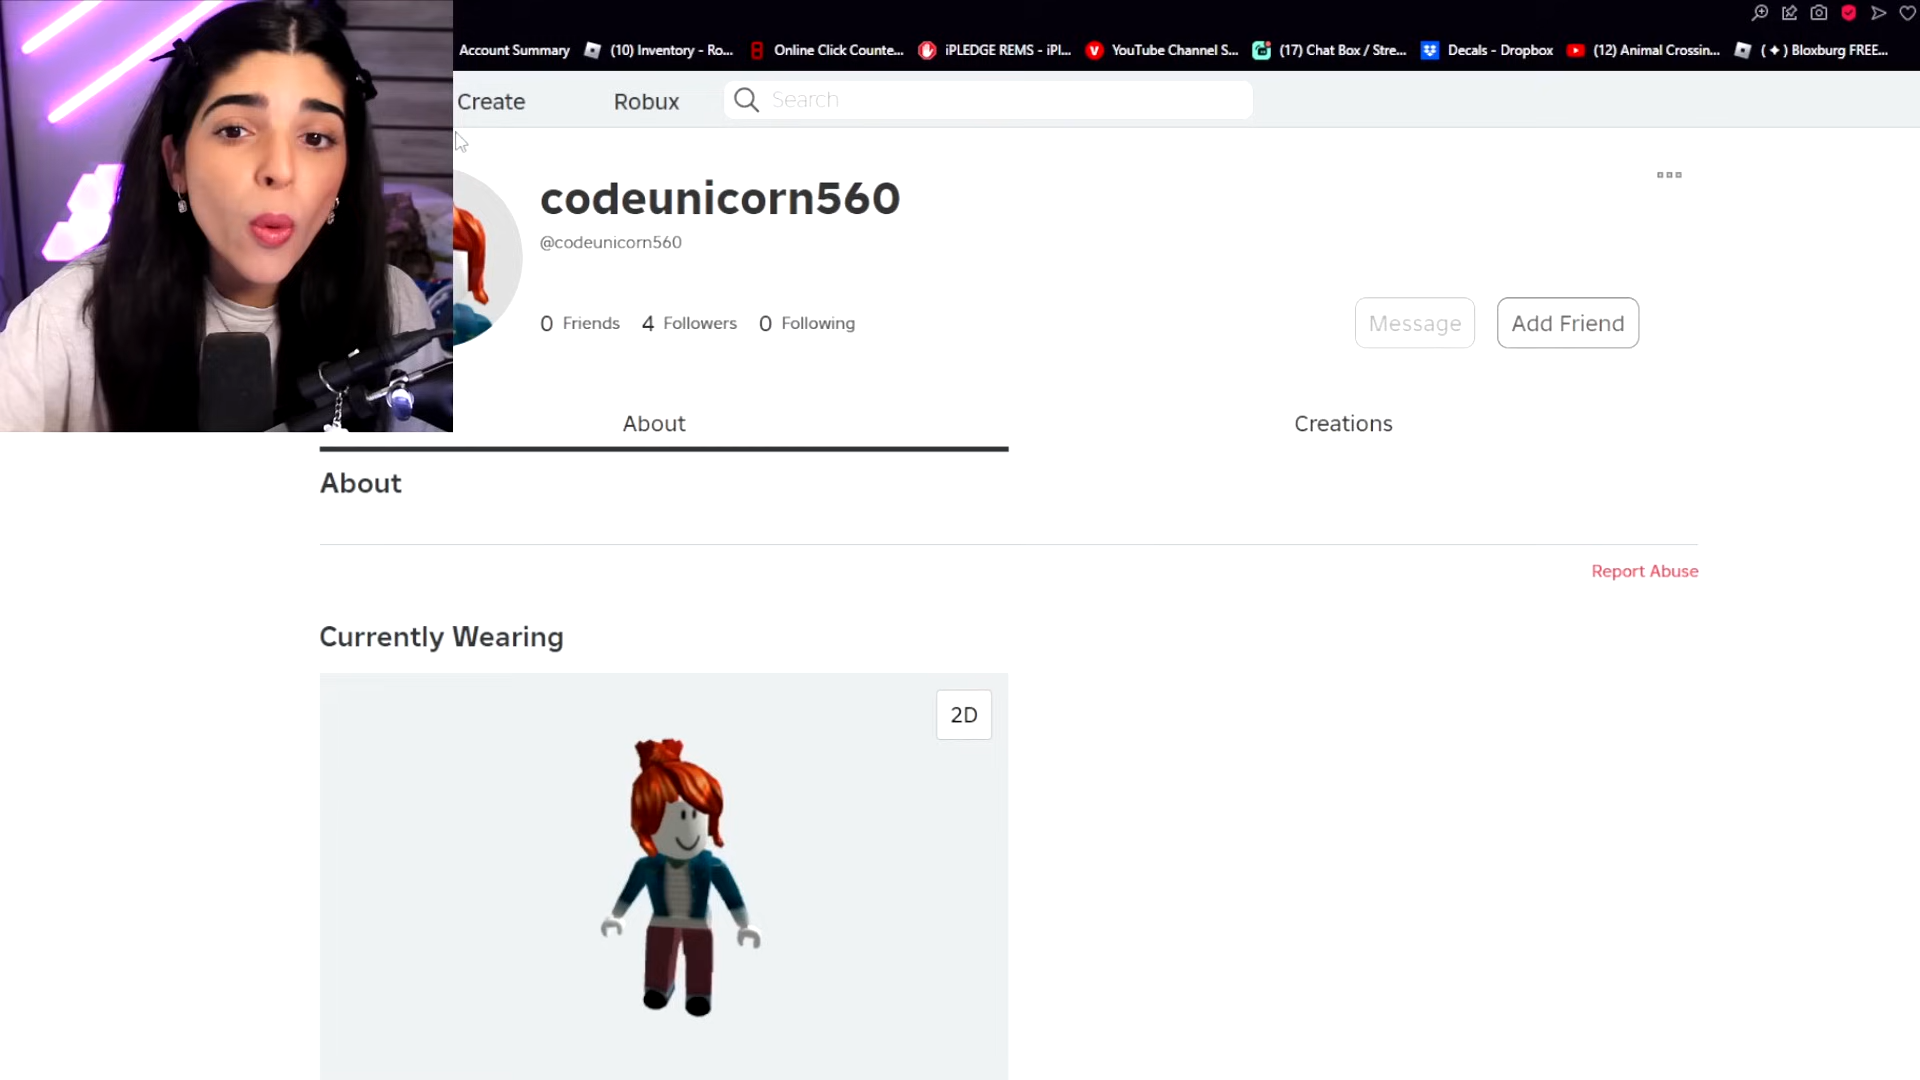 Account Summary (10) Inventory - Ro... Online Click Counte... iPLEDGE REMS - iPl... YouTube Channel S... (17) Chat Box / Stre... Decals - Dropbox (12) Animal Crossin... ( ✦ ) Bloxburg FREE...
Create Robux Search
codeunicorn560
@codeunicorn560
0 Friends 4 Followers 0 Following
Message Add Friend
About Creations
About
Report Abuse
Currently Wearing
2D